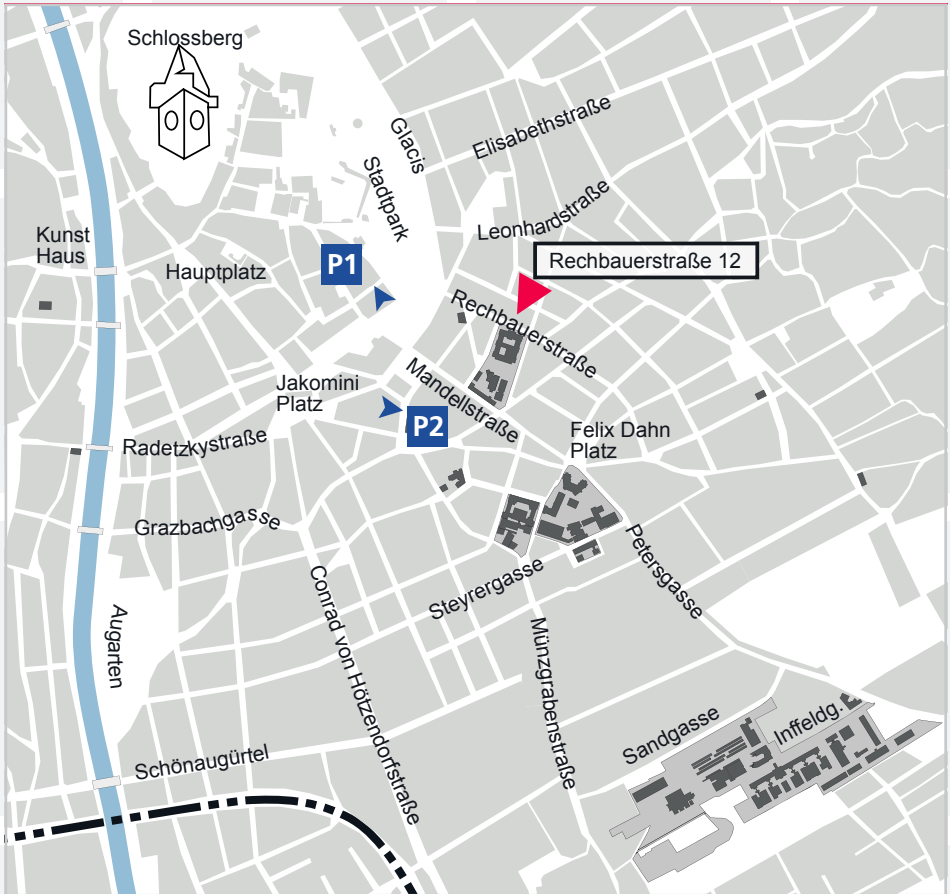 Schlossberg
Glacis
Elisabethstraße
Stadtpark
Leonhardstraße
Kunst
Haus
Hauptplatz
P1
Rechbauerstraße 12
Rechbauerstraße
Jakomini
Platz
Mandellstraße
P2
Felix Dahn
Platz
Radetzkystraße
Grazbachgasse
Petersgasse
Steyrergasse
Conrad von Hötzendorfstraße
Augarten
Münzgrabenstraße
Sandgasse
Inffeldg.
Schönaugürtel